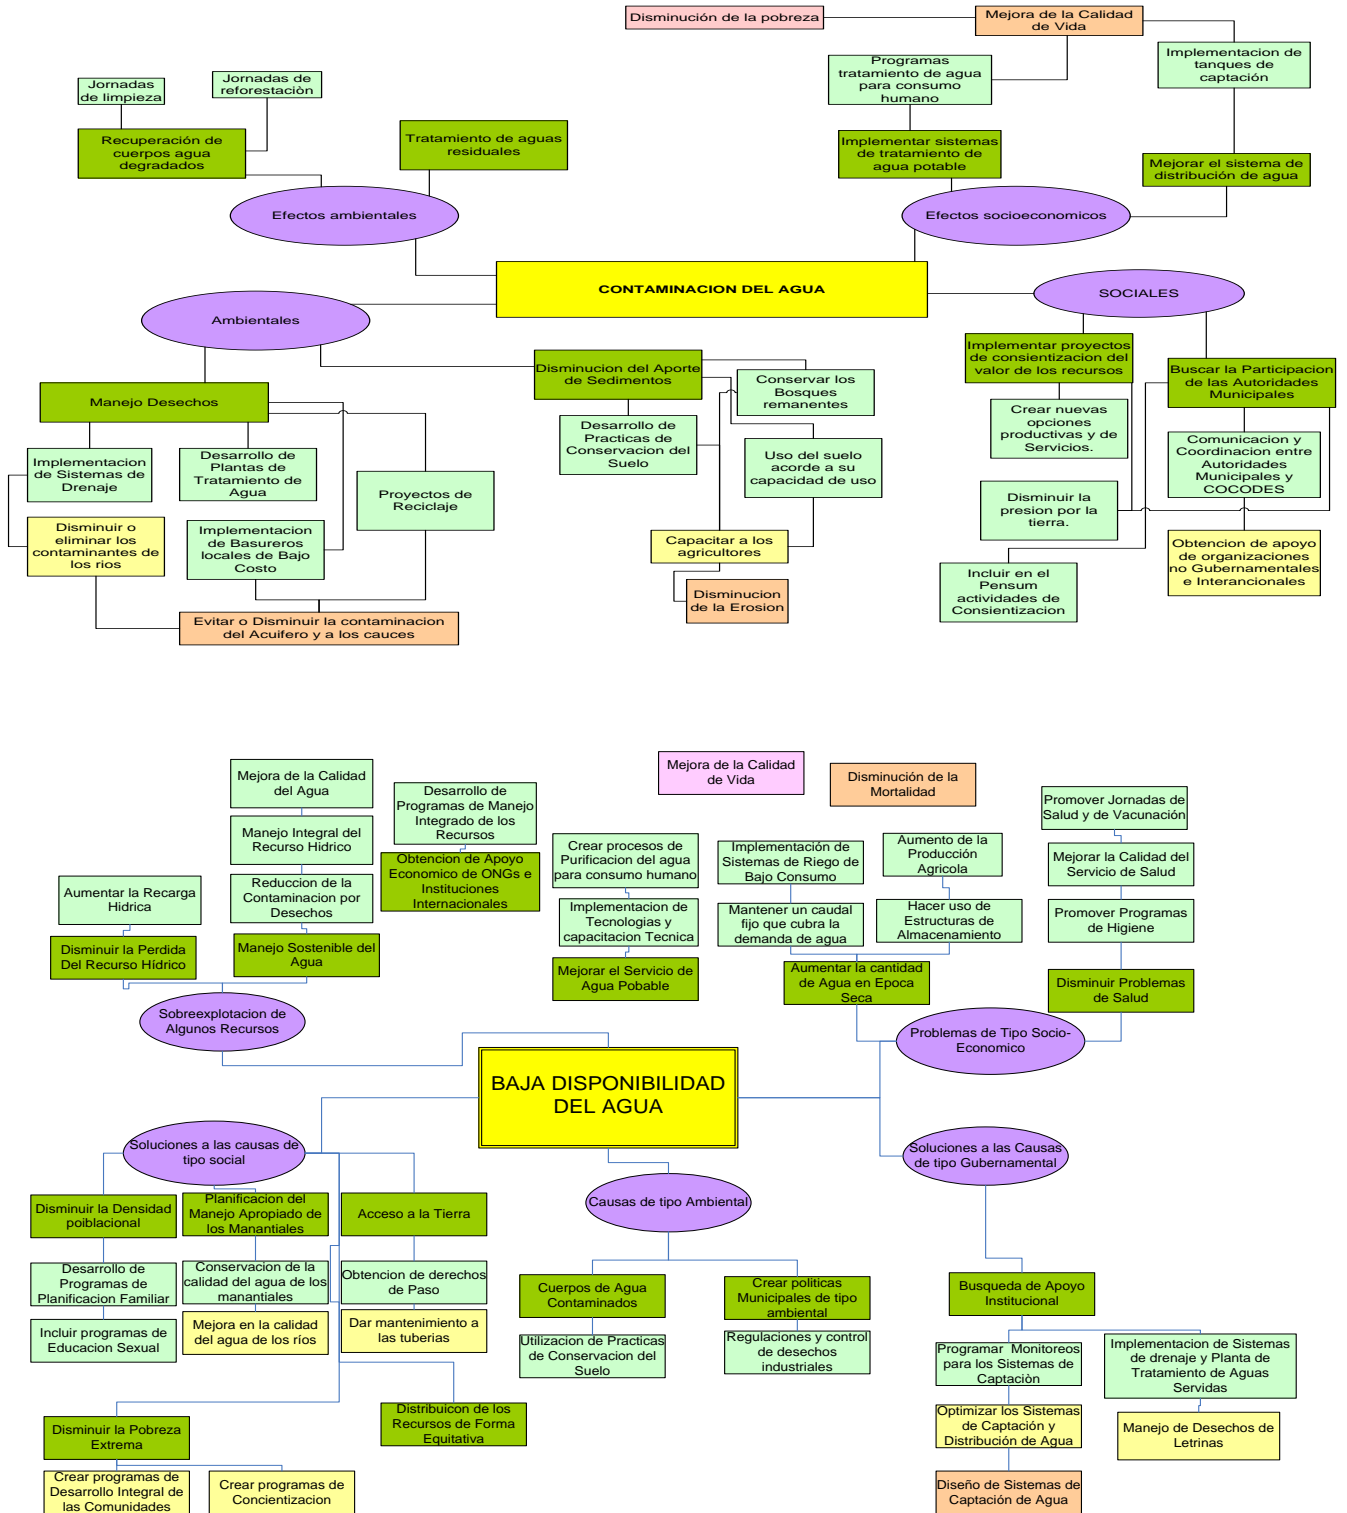 Disminución de la pobreza
Mejora de la Calidad
de Vida
Implementacion de
tanques de
captación
Programas
tratamiento de agua
para consumo
humano
Jornadas
de limpieza
Jornadas de
reforestaciòn
Recuperación de
cuerpos agua
degradados
Tratamiento de aguas
residuales
Implementar sistemas
de tratamiento de
agua potable
Mejorar el sistema de
distribución de agua
Efectos ambientales
Efectos socioeconomicos
CONTAMINACION DEL AGUA
SOCIALES
Ambientales
Manejo Desechos
Disminucion del Aporte
de Sedimentos
Conservar los
Bosques
remanentes
Implementar proyectos
de consientizacion del
valor de los recursos
Buscar la Participacion
de las Autoridades
Municipales
Implementacion
de Sistemas de
Drenaje
Desarrollo de
Plantas de
Tratamiento de
Agua
Proyectos de
Reciclaje
Desarrollo de
Practicas de
Conservacion del
Suelo
Uso del suelo
acorde a su
capacidad de uso
Crear nuevas
opciones
productivas y de
Servicios.
Comunicacion y
Coordinacion entre
Autoridades
Municipales y
COCODES
Disminuir o
eliminar los
contaminantes de
los rios
Implementacion
de Basureros
locales de Bajo
Costo
Capacitar a los
agricultores
Disminuir la
presion por la
tierra.
Obtencion de apoyo
de organizaciones
no Gubernamentales
e Interancionales
Incluir en el
Pensum
actividades de
Consientizacion
Disminucion
de la Erosion
Evitar o Disminuir la contaminacion
del Acuifero y a los cauces
Mejora de la Calidad
del Agua
Desarrollo de
Programas de Manejo
Integrado de los
Recursos
Mejora de la Calidad
de Vida
Disminución de la
Mortalidad
Promover Jornadas de
Salud y de Vacunación
Manejo Integral del
Recurso Hidrico
Obtencion de Apoyo
Economico de ONGs e
Instituciones
Internacionales
Crear procesos de
Purificacion del agua
para consumo humano
Implementación de
Sistemas de Riego de
Bajo Consumo
Aumento de la
Producción
Agricola
Mejorar la Calidad del
Servicio de Salud
Aumentar la Recarga
Hidrica
Reduccion de la
Contaminacion por
Desechos
Implementacion de
Tecnologias y
capacitacion Tecnica
Mantener un caudal
fijo que cubra la
demanda de agua
Hacer uso de
Estructuras de
Almacenamiento
Promover Programas
de Higiene
Disminuir la Perdida
Del Recurso Hídrico
Manejo Sostenible del
Agua
Mejorar el Servicio de
Agua Pobable
Aumentar la cantidad
de Agua en Epoca
Seca
Disminuir Problemas
de Salud
Sobreexplotacion de
Algunos Recursos
Problemas de Tipo Socio-
Economico
BAJA DISPONIBILIDAD
DEL AGUA
Soluciones a las causas de
tipo social
Soluciones a las Causas
de tipo Gubernamental
Causas de tipo Ambiental
Disminuir la Densidad
poiblacional
Planificacion del
Manejo Apropiado de
los Manantiales
Acceso a la Tierra
Desarrollo de
Programas de
Planificacion Familiar
Conservacion de la
calidad del agua de los
manantiales
Obtencion de derechos
de Paso
Cuerpos de Agua
Contaminados
Crear politicas
Municipales de tipo
ambiental
Busqueda de Apoyo
Institucional
Incluir programas de
Educacion Sexual
Mejora en la calidad
del agua de los ríos
Dar mantenimiento a
las tuberias
Utilizacion de Practicas
de Conservacion del
Suelo
Regulaciones y control
de desechos
industriales
Programar  Monitoreos
para los Sistemas de
Captaciòn
Implementacion de Sistemas
de drenaje y Planta de
Tratamiento de Aguas
Servidas
Disminuir la Pobreza
Extrema
Distribuicon de los
Recursos de Forma
Equitativa
Optimizar los Sistemas
de Captación y
Distribución de Agua
Manejo de Desechos de
Letrinas
Crear programas de
Desarrollo Integral de
las Comunidades
Crear programas de
Concientizacion
Diseño de Sistemas de
Captación de Agua